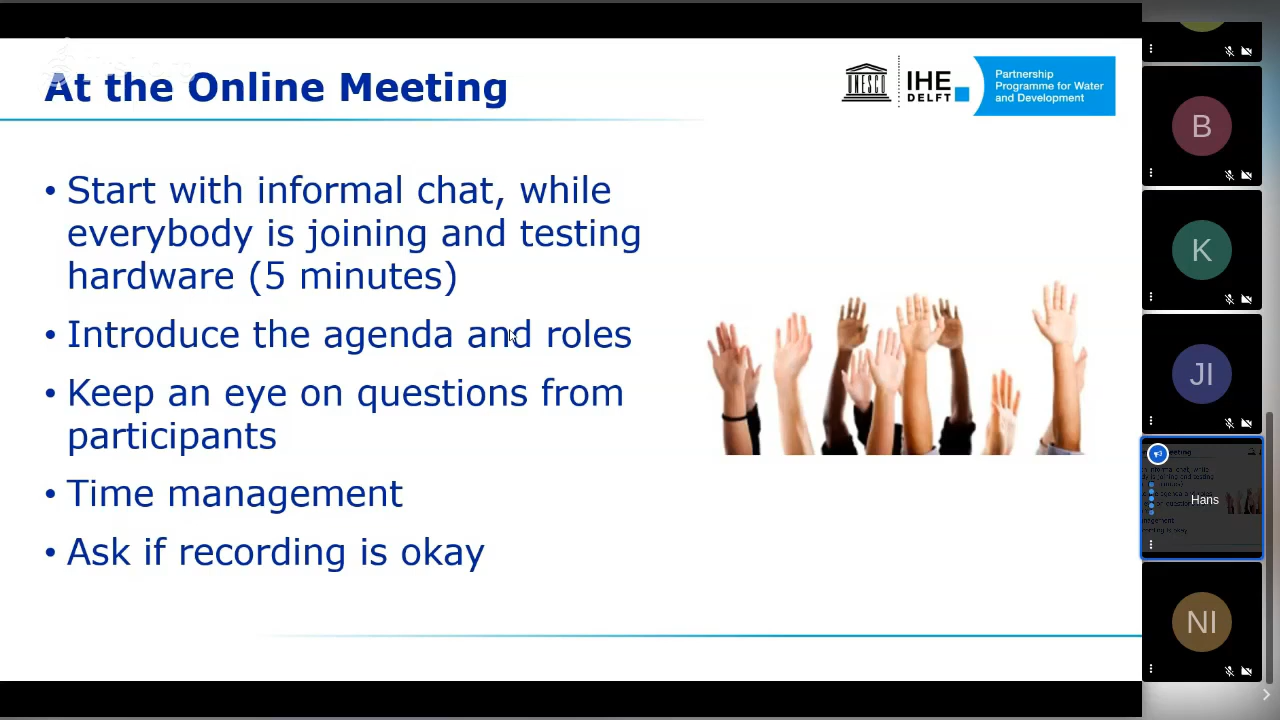 At the Online Meeting
UNESCO
IHE
DELFT
Partnership
Programme for Water
and Development
• Start with informal chat, while
everybody is joining and testing
hardware (5 minutes)
• Introduce the agenda and roles
• Keep an eye on questions from
participants
• Time management
• Ask if recording is okay
B
K
JI
Hans
NI